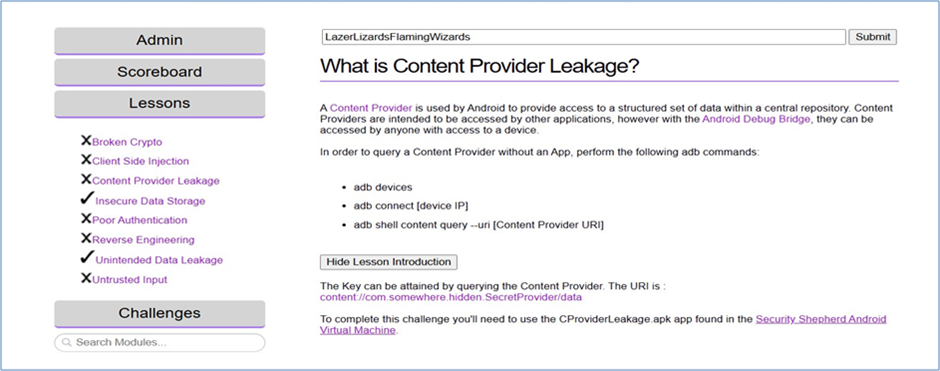 Admin
Scoreboard
Lessons
Broken Crypto
Client Side Injection
Content Provider Leakage
Insecure Data Storage
Poor Authentication
Reverse Engineering
Unintended Data Leakage
Untrusted Input
Challenges
Search Modules...
LazerLizardsFlamingWizards
Submit
What is Content Provider Leakage?
A Content Provider is used by Android to provide access to a structured set of data within a central repository. Content
Providers are intended to be accessed by other applications, however with the Android Debug Bridge, they can be
accessed by anyone with access to a device.
In order to query a Content Provider without an App, perform the following adb commands:
• adb devices
• adb connect [device IP]
• adb shell content query --uri [Content Provider URI]
Hide Lesson Introduction
The Key can be attained by querying the Content Provider. The URI is :
content://com.somewhere.hidden.SecretProvider/data
To complete this challenge you'll need to use the CProviderLeakage.apk app found in the Security Shepherd Android
Virtual Machine.